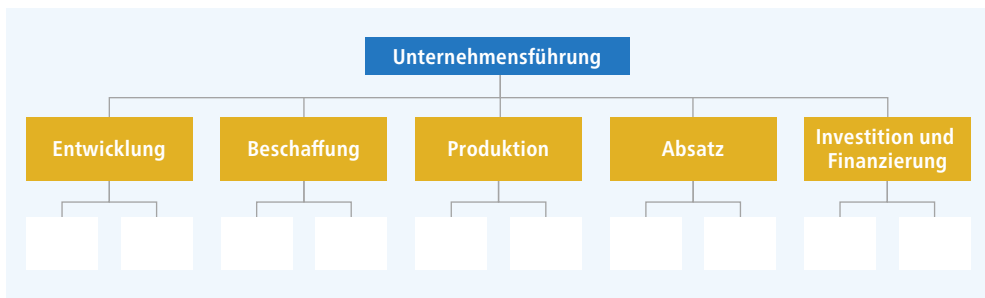 Unternehmensführung
Entwicklung
Beschaffung
Produktion
Absatz
Investition und
Finanzierung